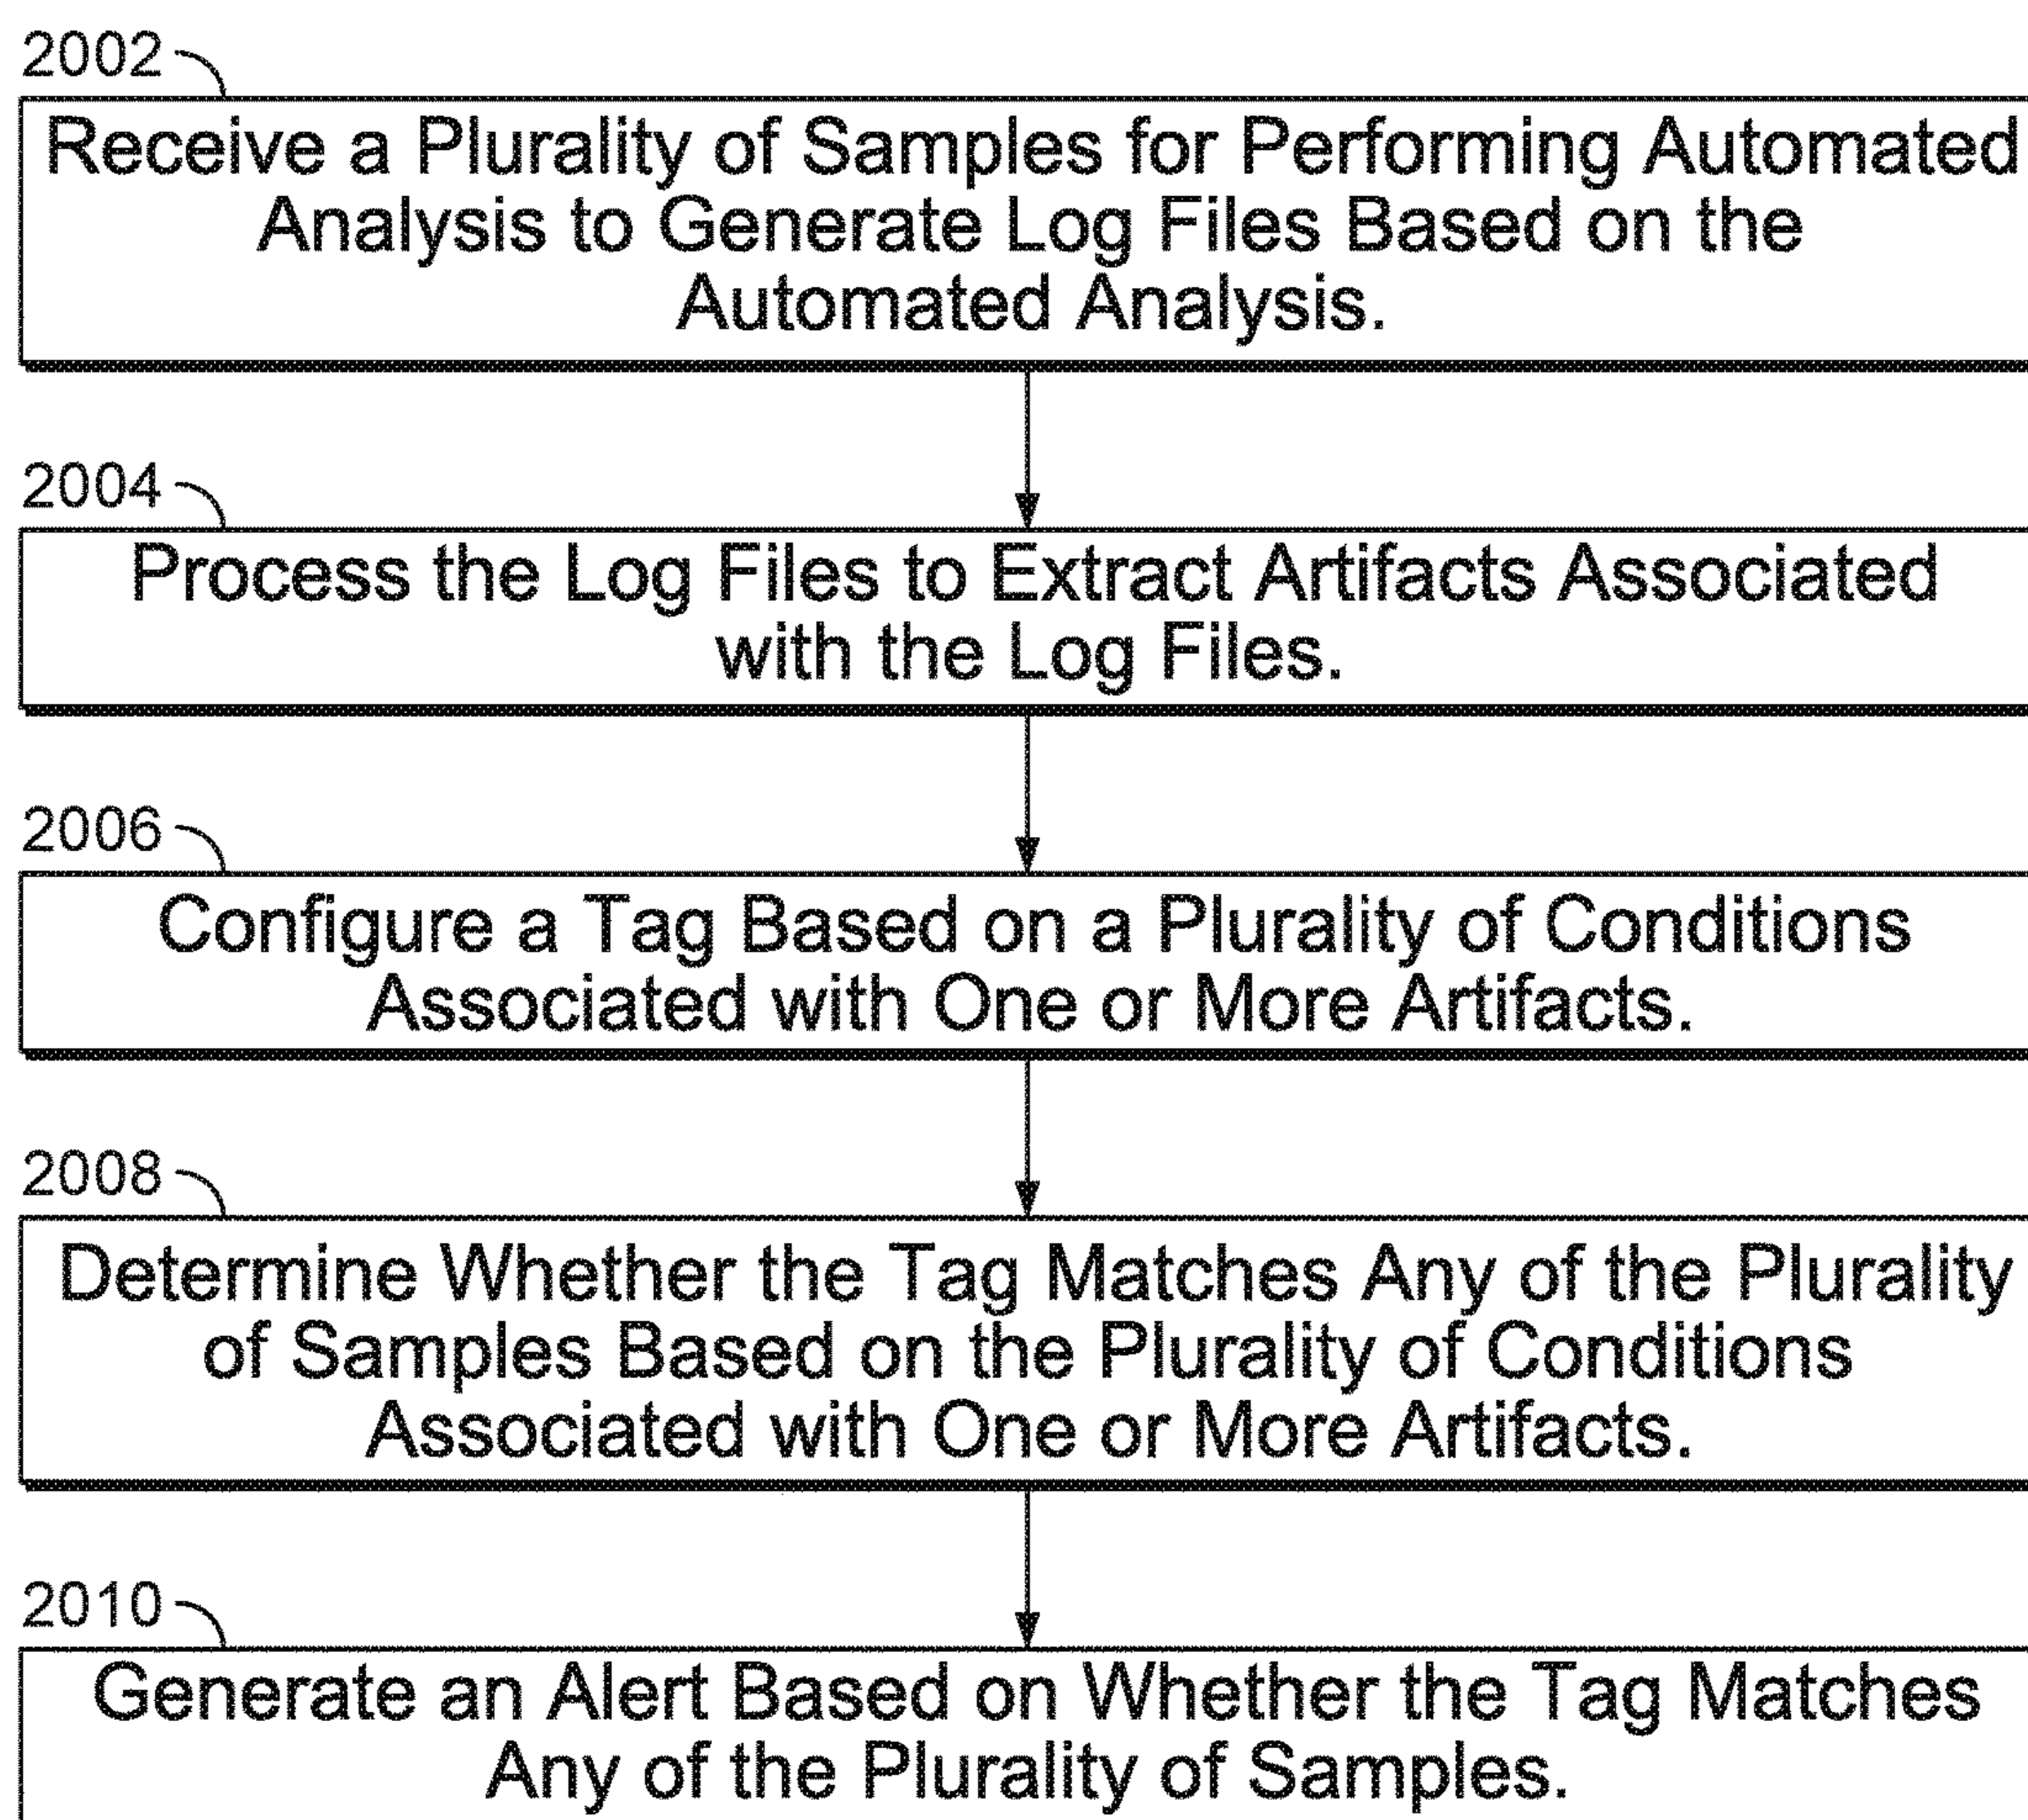 2002
Receive a Plurality of Samples for Performing Automated
Analysis to Generate Log Files Based on the
Automated Analysis.
2004
Process the Log Files to Extract Artifacts Associated
with the Log Files.
2006
Configure a Tag Based on a Plurality of Conditions
Associated with One or More Artifacts.
2008
Determine Whether the Tag Matches Any of the Plurality
of Samples Based on the Plurality of Conditions
Associated with One or More Artifacts.
2010
Generate an Alert Based on Whether the Tag Matches
Any of the Plurality of Samples.